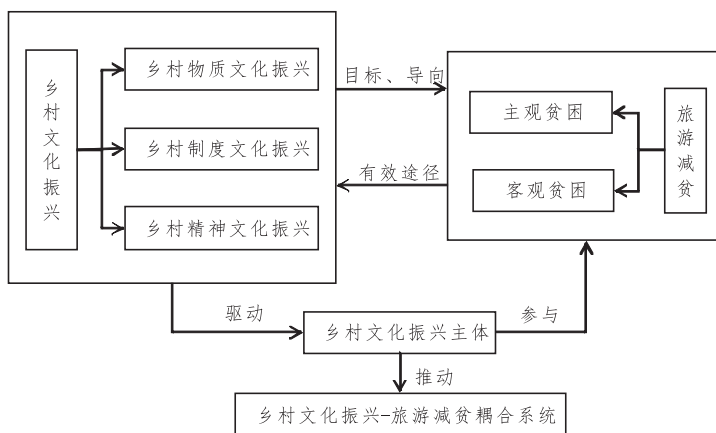 乡村文化振兴
乡村物质文化振兴
乡村制度文化振兴
乡村精神文化振兴
目标、导向
有效途径
主观贫困
客观贫困
旅游减贫
驱动
乡村文化振兴主体
参与
推动
乡村文化振兴-旅游减贫耦合系统